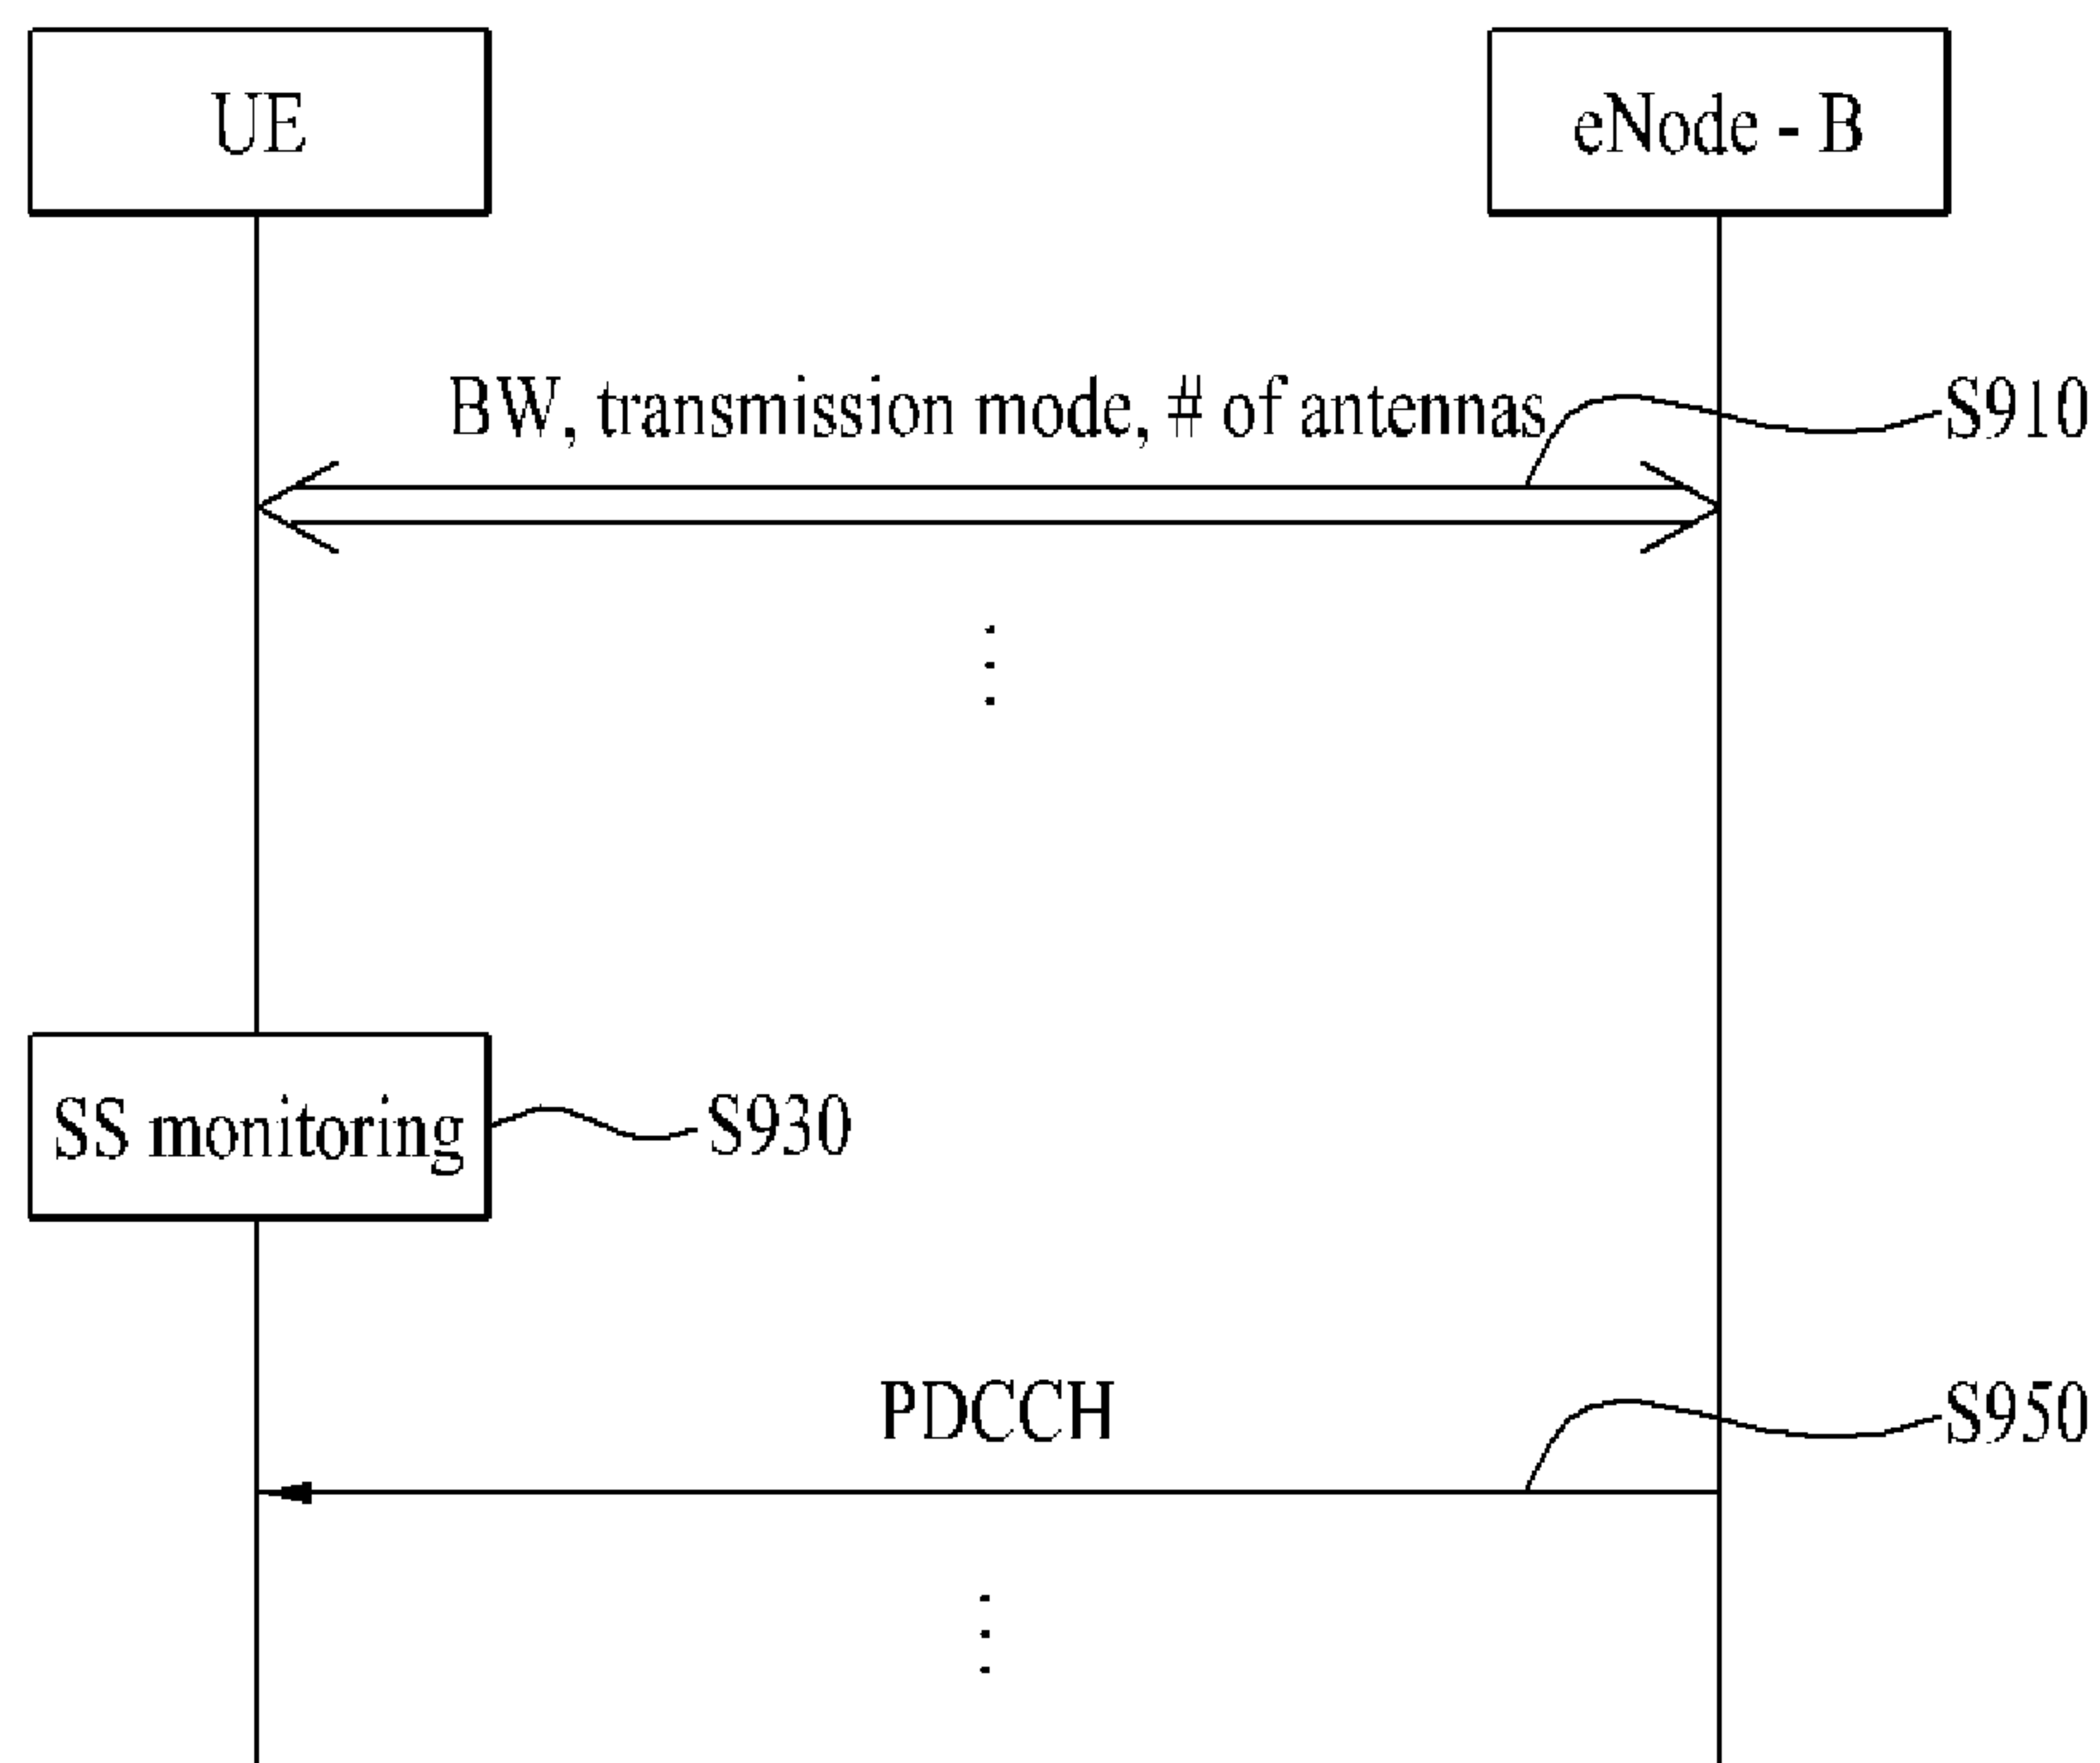 UE
eNode - B
BW, transmission mode, # of antennas
S910
SS monitoring
S930
PDCCH
S950